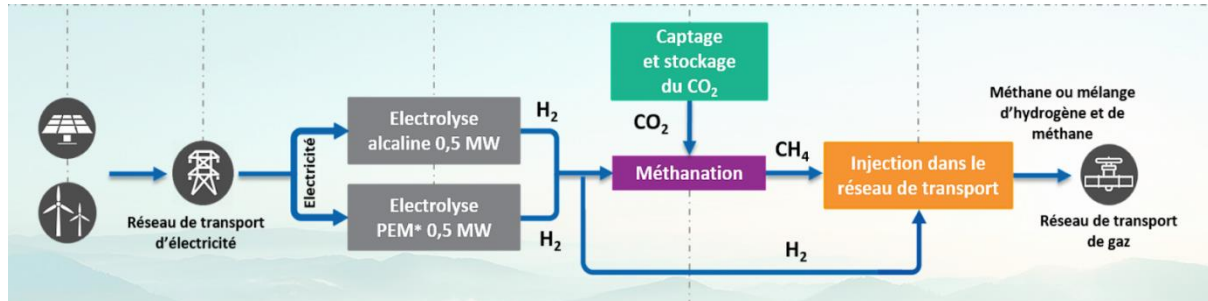 Réseau de transport
d'électricité
Electricité
Electrolyse
alcaline 0,5 MW
Electrolyse
PEM* 0,5 MW
H₂
H₂
Captage
et stockage
du CO₂
CO₂
Méthanation
CH₄
H₂
Injection dans le
réseau de transport
Méthane ou mélange
d'hydrogène et de
méthane
Réseau de transport
de gaz